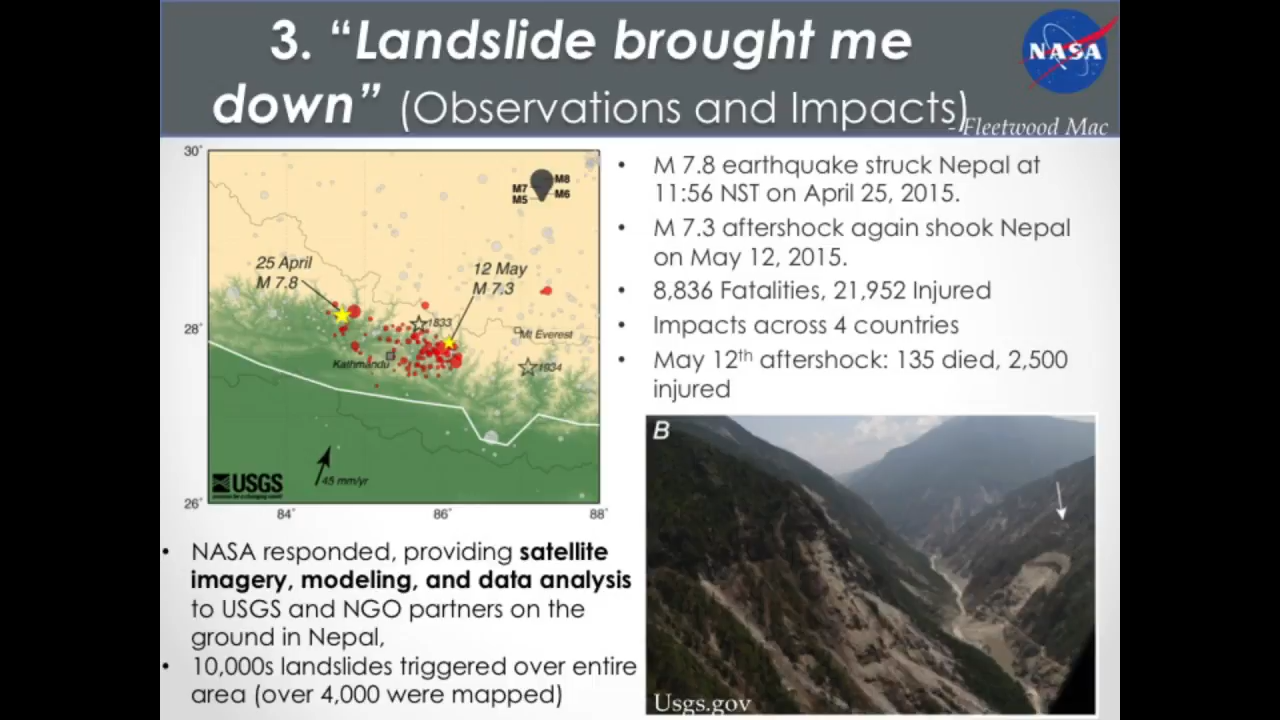 3. “Landslide brought me
down” (Observations and Impacts)
- Fleetwood Mac
NASA
30°
28°
26°
84°
86°
88°
M8
M7
M6
M5
25 April
M 7.8
12 May
M 7.3
1833
Mt Everest
Kathmandu
1934
USGS
45 mm/yr
• M 7.8 earthquake struck Nepal at
11:56 NST on April 25, 2015.
• M 7.3 aftershock again shook Nepal
on May 12, 2015.
• 8,836 Fatalities, 21,952 Injured
• Impacts across 4 countries
• May 12th aftershock: 135 died, 2,500
injured
• NASA responded, providing satellite
imagery, modeling, and data analysis
to USGS and NGO partners on the
ground in Nepal,
• 10,000s landslides triggered over entire
area (over 4,000 were mapped)
B
Usgs.gov